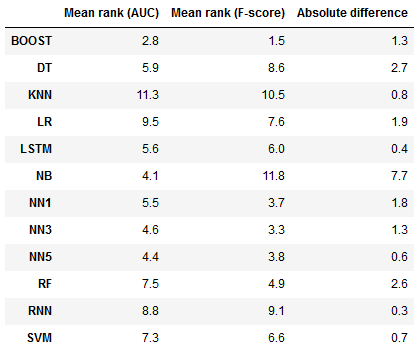 Mean rank (AUC) Mean rank (F-score) Absolute difference
BOOST 2.8 1.5 1.3
DT 5.9 8.6 2.7
KNN 11.3 10.5 0.8
LR 9.5 7.6 1.9
LSTM 5.6 6.0 0.4
NB 4.1 11.8 7.7
NN1 5.5 3.7 1.8
NN3 4.6 3.3 1.3
NN5 4.4 3.8 0.6
RF 7.5 4.9 2.6
RNN 8.8 9.1 0.3
SVM 7.3 6.6 0.7